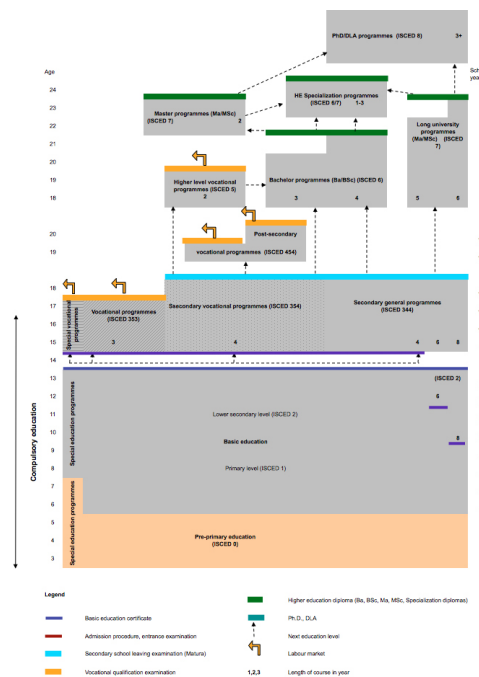 PhD/DLA programmes (ISCED 8) 3+
Age
Sch
yea
24
23
22
21
20
19
18
HE Specialization programmes
(ISCED 6/7) 1-3
Master programmes (Ma/MSc)
(ISCED 7) 2
Long university
programmes
(Ma/MSc) (ISCED
7)
5 6
Higher level vocational
programmes (ISCED 5)
2
Bachelor programmes (Ba/BSc) (ISCED 6)
3 4
20
19
Post-secondary
vocational programmes (ISCED 454)
18
17
16
15
14
Special vocational
programmes
Vocational programmes
(ISCED 353)
3
Secondary vocational programmes (ISCED 354)
4
Secondary general programmes
(ISCED 344)
4 6 8
13
12
11
10
9
8
7
6
5
4
3
Compulsory education
Special education programmes
Special education programmes
(ISCED 2)
6
8
Lower secondary level (ISCED 2)
Basic education
Primary level (ISCED 1)
Pre-primary education
(ISCED 0)
Legend
Basic education certificate
Admission procedure, entrance examination
Secondary school leaving examination (Matura)
Vocational qualification examination
Higher education diploma (Ba, BSc, Ma, MSc, Specialization diplomas)
Ph.D., DLA
Next education level
Labour market
1,2,3 Length of course in year